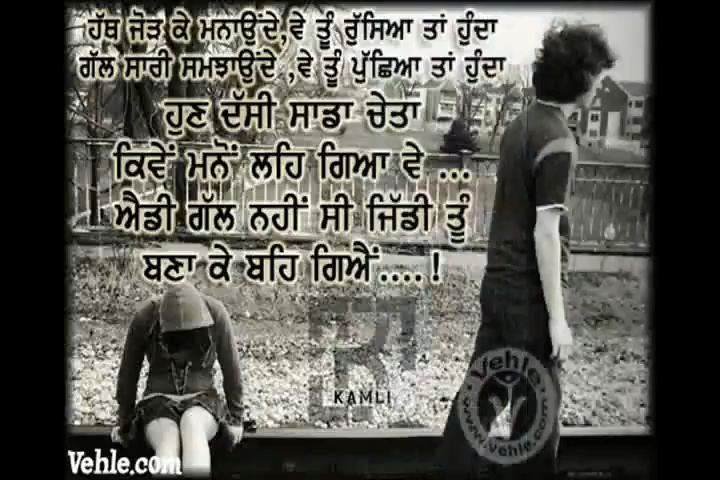 ਹੱਥ ਜੋੜ ਕੇ ਮਨਾਉਂਦੇ,ਵੇ ਤੂੰ ਰੁੱਸਿਆ ਤਾਂ ਹੁੰਦਾ
ਗੱਲ ਸਾਰੀ ਸਮਝਾਉਂਦੇ ,ਵੇ ਤੂੰ ਪੁੱਛਿਆ ਤਾਂ ਹੁੰਦਾ
ਹੁਣ ਦੱਸੀ ਸਾਡਾ ਚੇਤਾ
ਕਿਵੇਂ ਮਨੋਂ ਲਹਿ ਗਿਆ ਵੇ ...
ਐਡੀ ਗੱਲ ਨਹੀਂ ਸੀ ਜਿੱਡੀ ਤੂੰ
ਬਣਾ ਕੇ ਬਹਿ ਗਿਐਂ....!
KAMLI
Vehle
www.vehle.com
Vehle.com